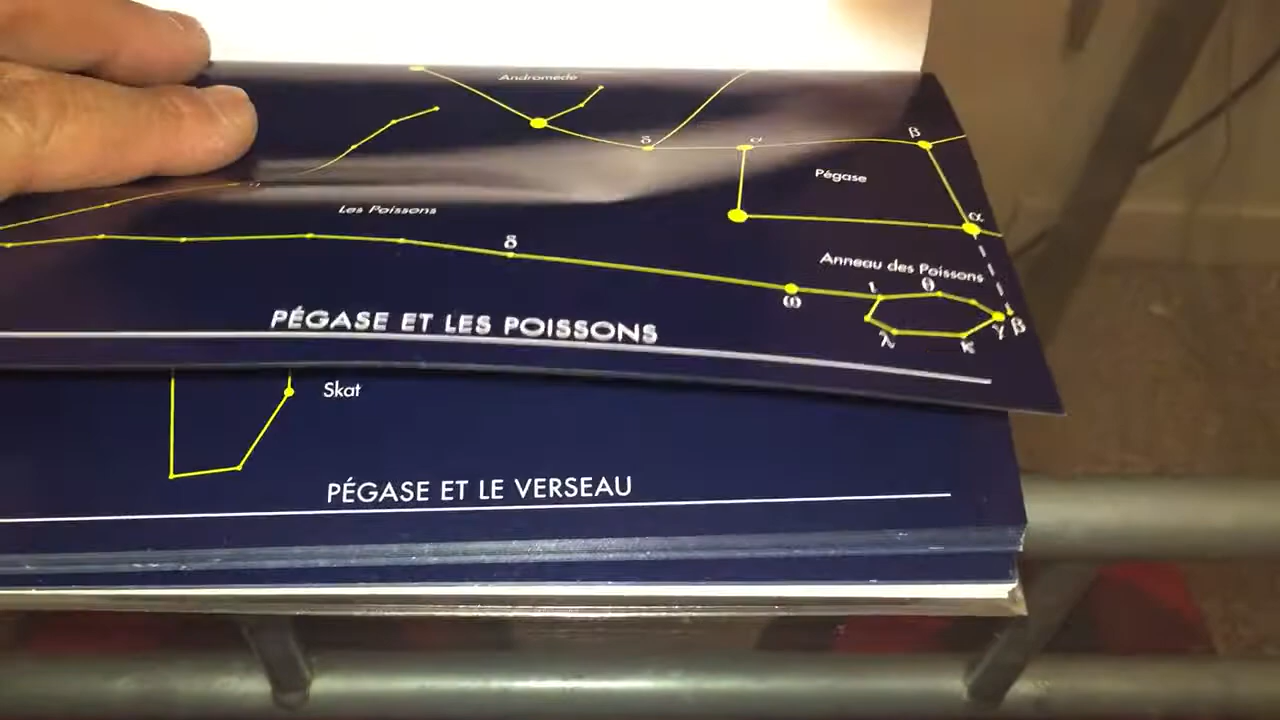 Andromède
δ
α
β
Pégase
α
Les Poissons
δ
Anneau des Poissons
ι
θ
ω
γ
β
λ
κ
PÉGASE ET LES POISSONS
Skat
PÉGASE ET LE VERSEAU